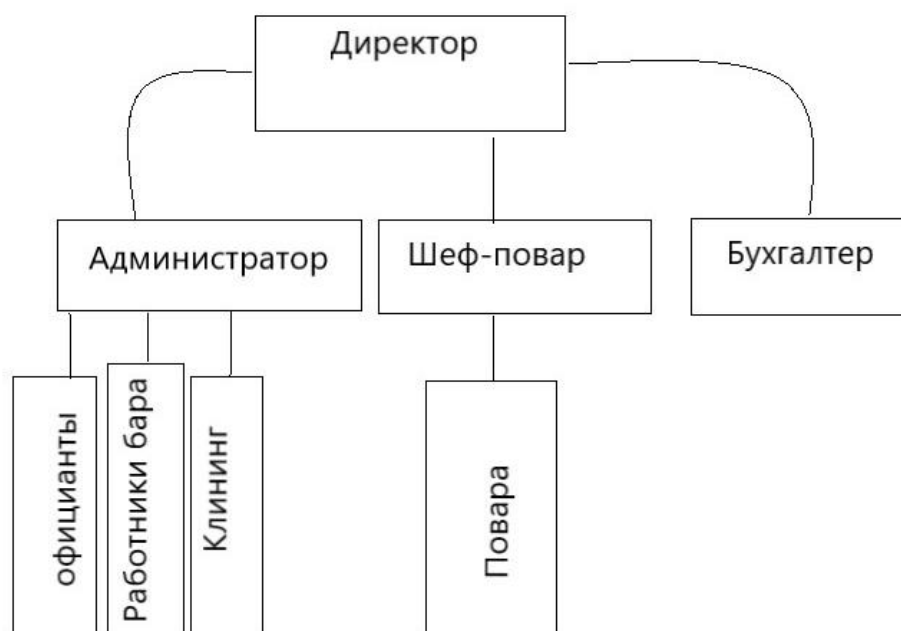 Директор
Администратор
Шеф-повар
Бухгалтер
официанты
Работники бара
Клининг
Повара